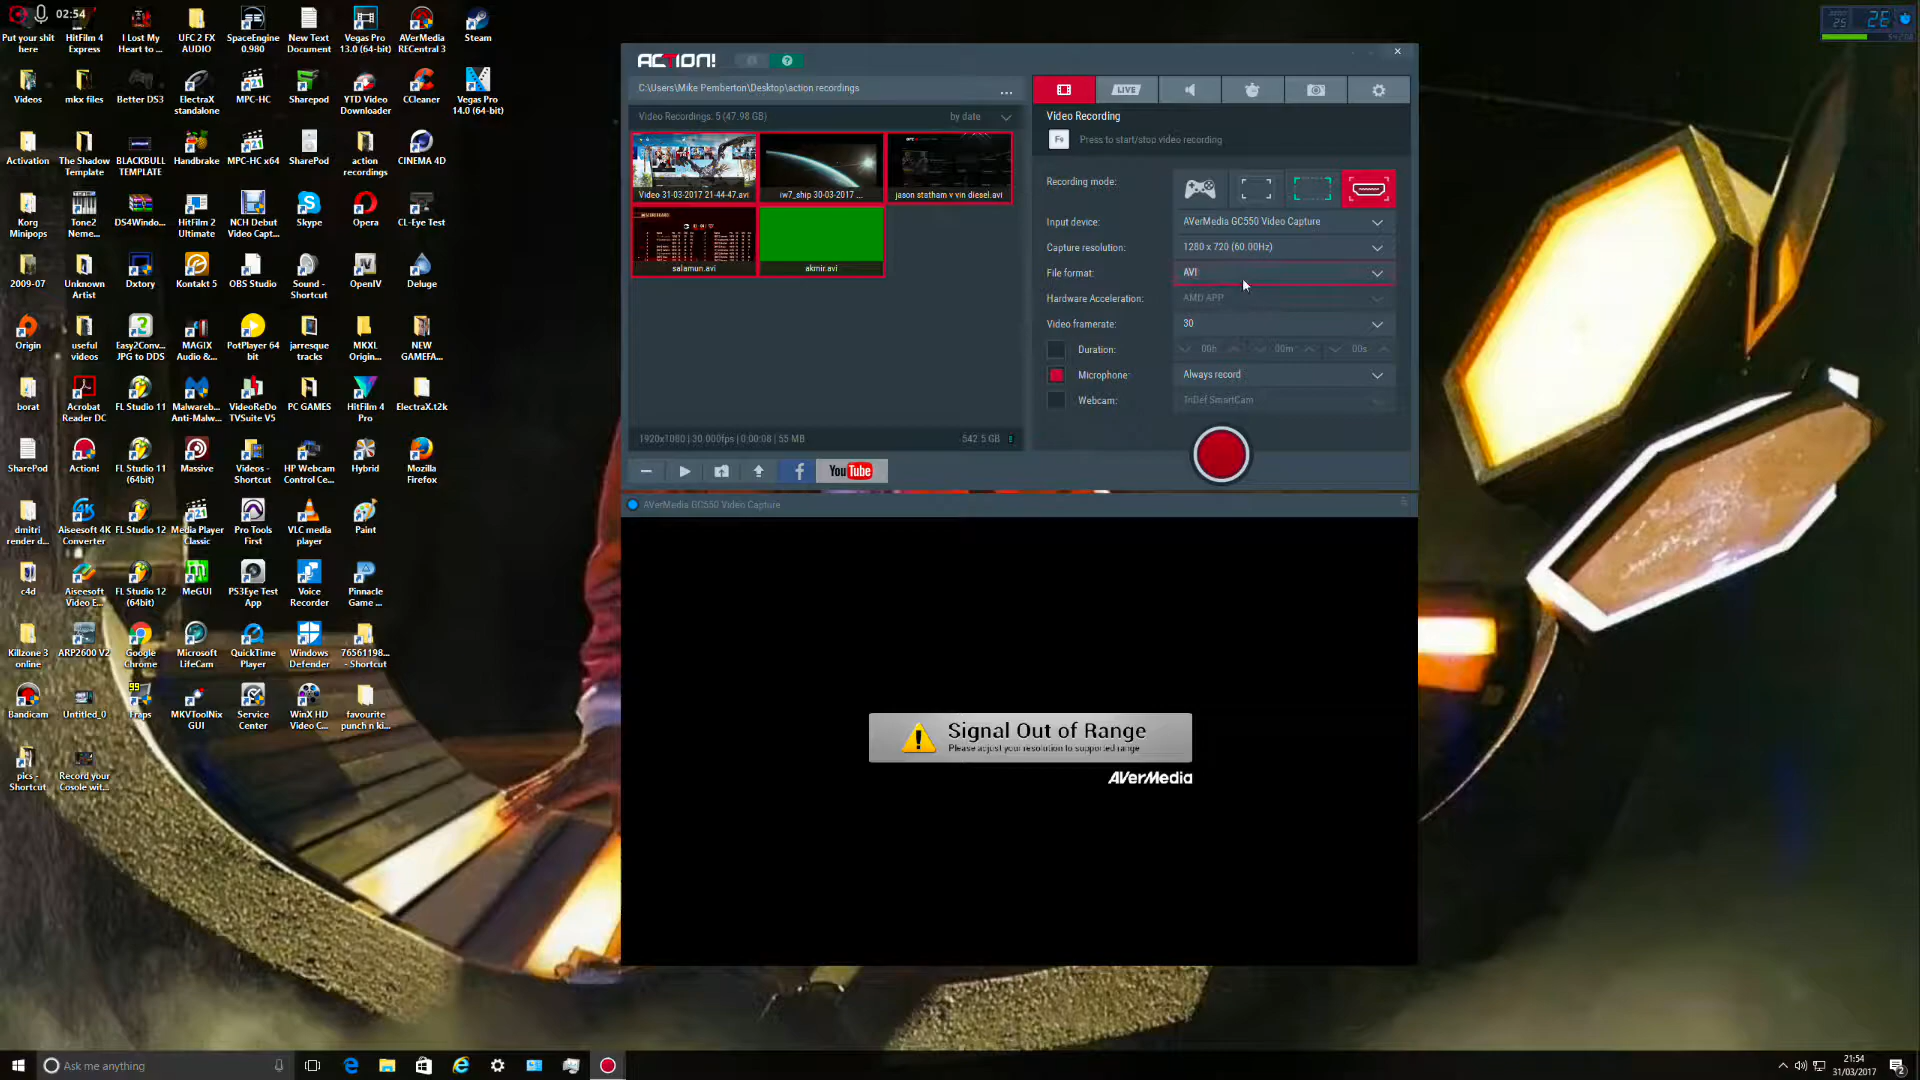 02:54
Put your shit here
HitFilm 4 Express
I Lost My Heart to ...
UFC 2 FX AUDIO
SpaceEngine 0.980
New Text Document
Vegas Pro 13.0 (64-bit)
AVerMedia RECentral 3
Steam
Videos
mkx files
Better DS3
ElectraX standalone
MPC-HC
Sharepod
YTD Video Downloader
CCleaner
Vegas Pro 14.0 (64-bit)
Activation
The Shadow Template
BLACKBULL TEMPLATE
Handbrake
MPC-HC x64
SharePod
action recordings
CINEMA 4D
Korg Minipops
Tone2 Neme...
DS4Windo...
HitFilm 2 Ultimate
NCH Debut Video Capt...
Skype
Opera
CL-Eye Test
2009-07
Unknown Artist
Dxtory
Kontakt 5
OBS Studio
Sound - Shortcut
OpenIV
Deluge
Origin
useful videos
Easy2Conv... JPG to DDS
MAGIX Audio &...
PotPlayer 64 bit
jarresque tracks
MKXL Origin...
NEW GAMEFA...
borat
Acrobat Reader DC
FL Studio 11
Malwareb... Anti-Malw...
VideoReDo TVSuite V5
PC GAMES
HitFilm 4 Pro
ElectraX.t2k
SharePod
Action!
FL Studio 11 (64bit)
Massive
Videos - Shortcut
HP Webcam Control Ce...
Hybrid
Mozilla Firefox
dmitri render d...
Aiseesoft 4K Converter
FL Studio 12
Media Player Classic
Pro Tools First
VLC media player
Paint
c4d
Aiseesoft Video E...
FL Studio 12 (64bit)
MeGUI
PS3Eye Test App
Voice Recorder
Pinnacle Game ...
Killzone 3 online
ARP2600 V2
Google Chrome
Microsoft LifeCam
QuickTime Player
Windows Defender
76561198... - Shortcut
Bandicam
Untitled_0
99
Fraps
MKVToolNix GUI
Service Center
WinX HD Video C...
favourite punch n ki...
pics - Shortcut
Record your Cosole wit...
ACTION!
C:\Users\Mike Pemberton\Desktop\action recordings
...
Video Recordings: 5 (47.98 GB)
by date
Video 31-03-2017 21-44-47.avi
iw7_ship 30-03-2017 ...
jason statham v vin diesel.avi
salamun.avi
akmir.avi
1920x1080 | 30.000fps | 0:00:08 | 55 MB
542.5 GB
YouTube
LIVE
Video Recording
F9
Press to start/stop video recording
Recording mode:
Input device:
AVerMedia GC550 Video Capture
Capture resolution:
1280 x 720 (60.00Hz)
File format:
AVI
Hardware Acceleration:
AMD APP
Video framerate:
30
Duration:
00h 00m 00s
Microphone:
Always record
Webcam:
TriDef SmartCam
AVerMedia GC550 Video Capture
Signal Out of Range
Please adjust your resolution to supported range
AVerMedia
Ask me anything
21:54
31/03/2017
2